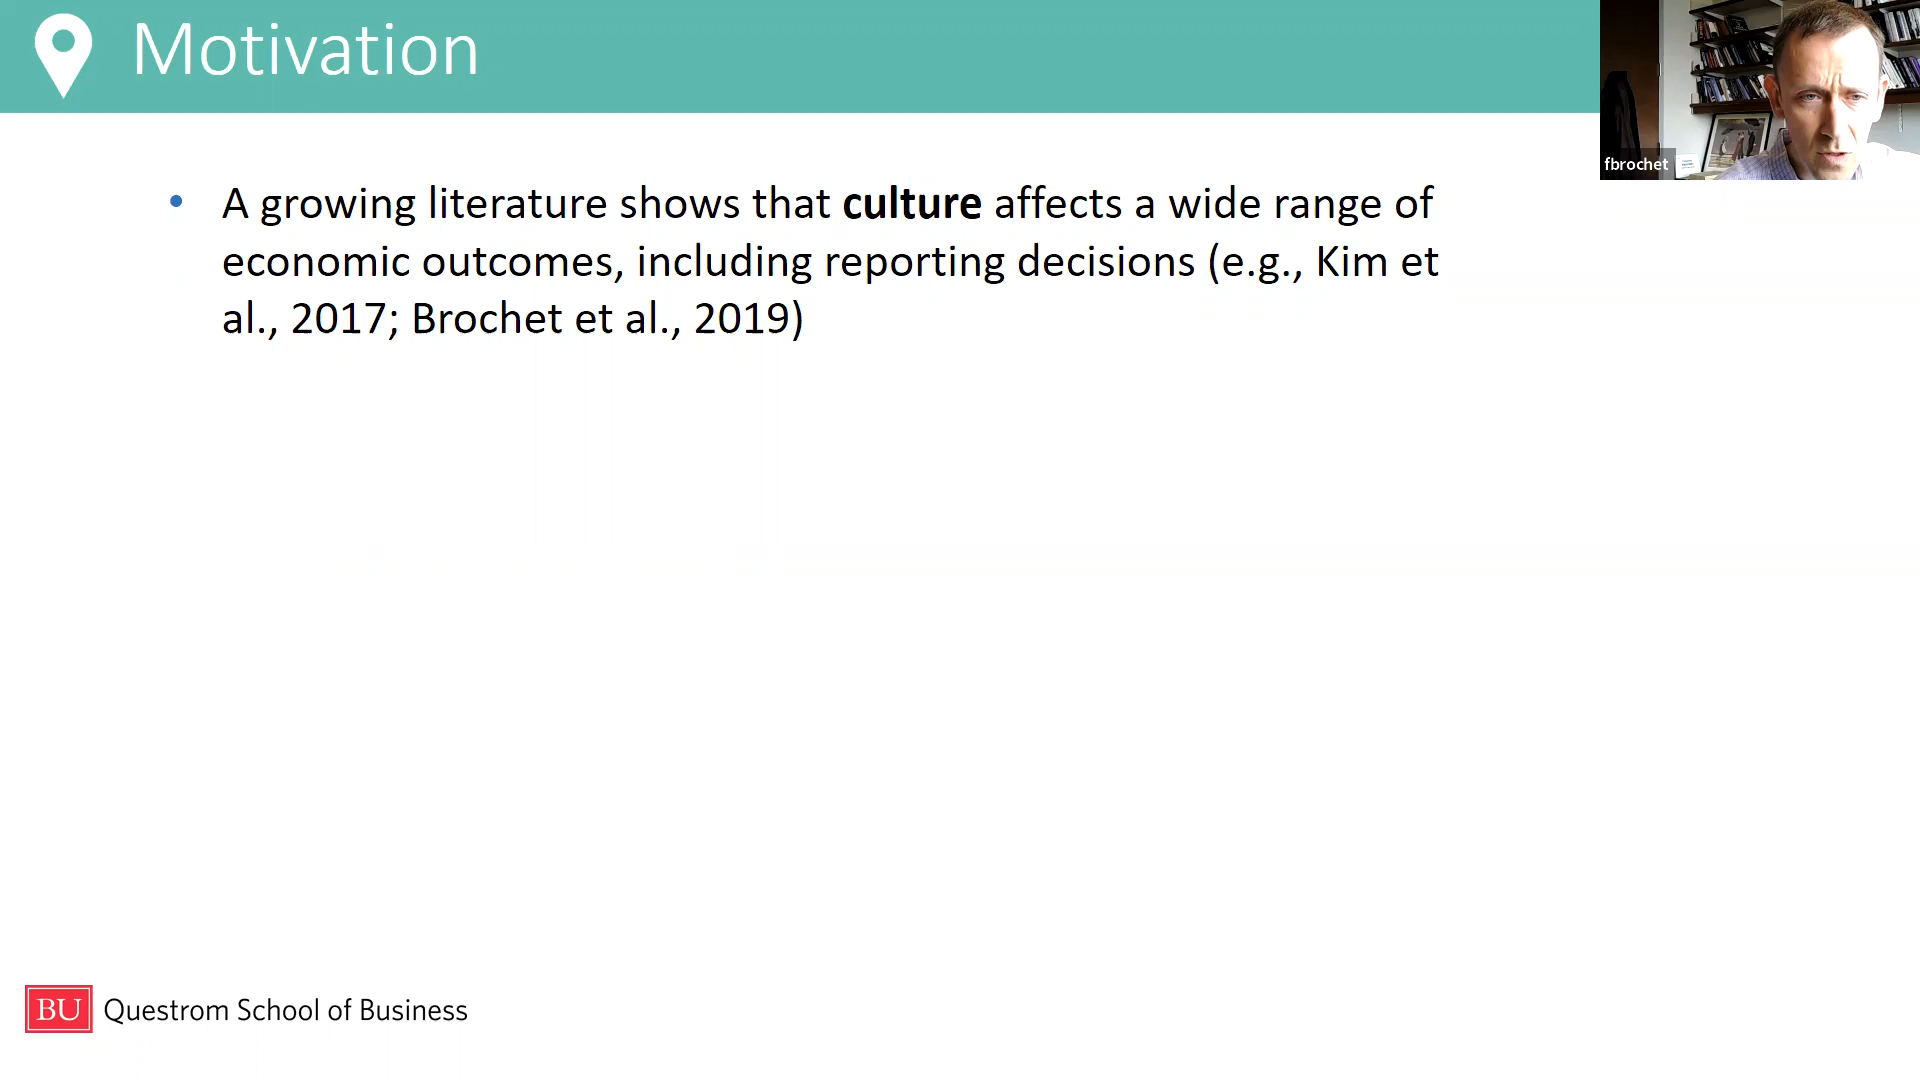 Motivation
fbrochet
• A growing literature shows that culture affects a wide range of
economic outcomes, including reporting decisions (e.g., Kim et
al., 2017; Brochet et al., 2019)
BU Questrom School of Business